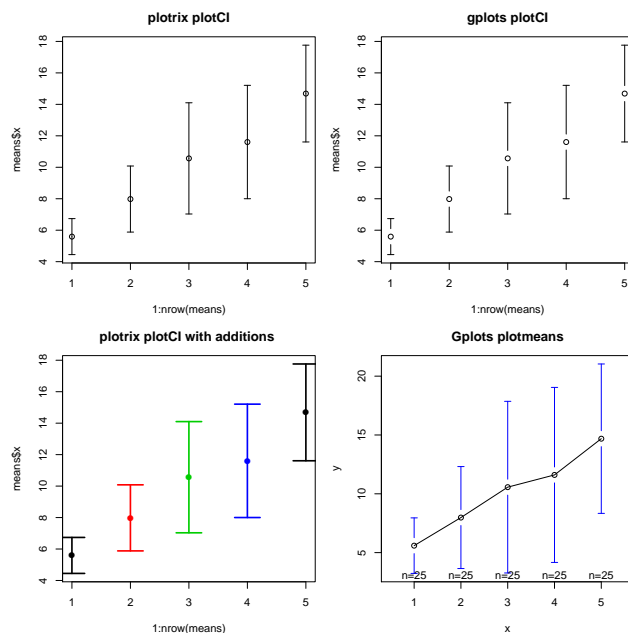 plotrix plotCI
means$x
4 6 8 10 12 14 16 18
1 2 3 4 5
1:nrow(means)
gplots plotCI
means$x
4 6 8 10 12 14 16 18
1 2 3 4 5
1:nrow(means)
plotrix plotCI with additions
means$x
4 6 8 10 12 14 16 18
1 2 3 4 5
1:nrow(means)
Gplots plotmeans
y
5 10 15 20
n=25 n=25 n=25 n=25 n=25
1 2 3 4 5
x